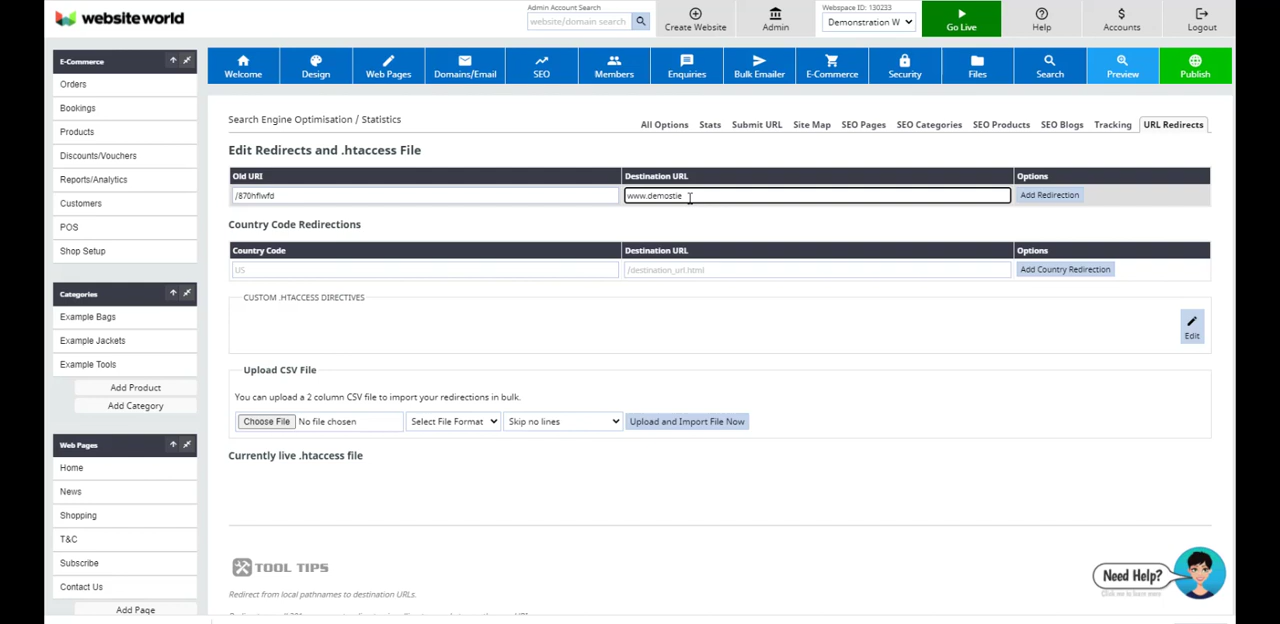 website world
Admin Account Search
website/domain search
Create Website
Admin
Webspace ID: 130233
Demonstration W
Go Live
Help
Accounts
Logout
Welcome
Design
Web Pages
Domains/Email
SEO
Members
Enquiries
Bulk Emailer
E-Commerce
Security
Files
Search
Preview
Publish
E-Commerce
Orders
Bookings
Products
Discounts/Vouchers
Reports/Analytics
Customers
POS
Shop Setup
Categories
Example Bags
Example Jackets
Example Tools
Add Product
Add Category
Web Pages
Home
News
Shopping
T&C
Subscribe
Contact Us
Add Page
Search Engine Optimisation / Statistics
All Options Stats Submit URL Site Map SEO Pages SEO Categories SEO Products SEO Blogs Tracking URL Redirects
Edit Redirects and .htaccess File
Old URI Destination URL Options
www.demostie Add Redirection
Country Code Redirections
Country Code Destination URL Options
US /destination_url.html Add Country Redirection
CUSTOM .HTACCESS DIRECTIVES
Edit
Upload CSV File
You can upload a 2 column CSV file to import your redirections in bulk.
Choose File No file chosen Select File Format Skip no lines Upload and Import File Now
Currently live .htaccess file
TOOL TIPS
Redirect from local pathnames to destination URLs.
Need Help?